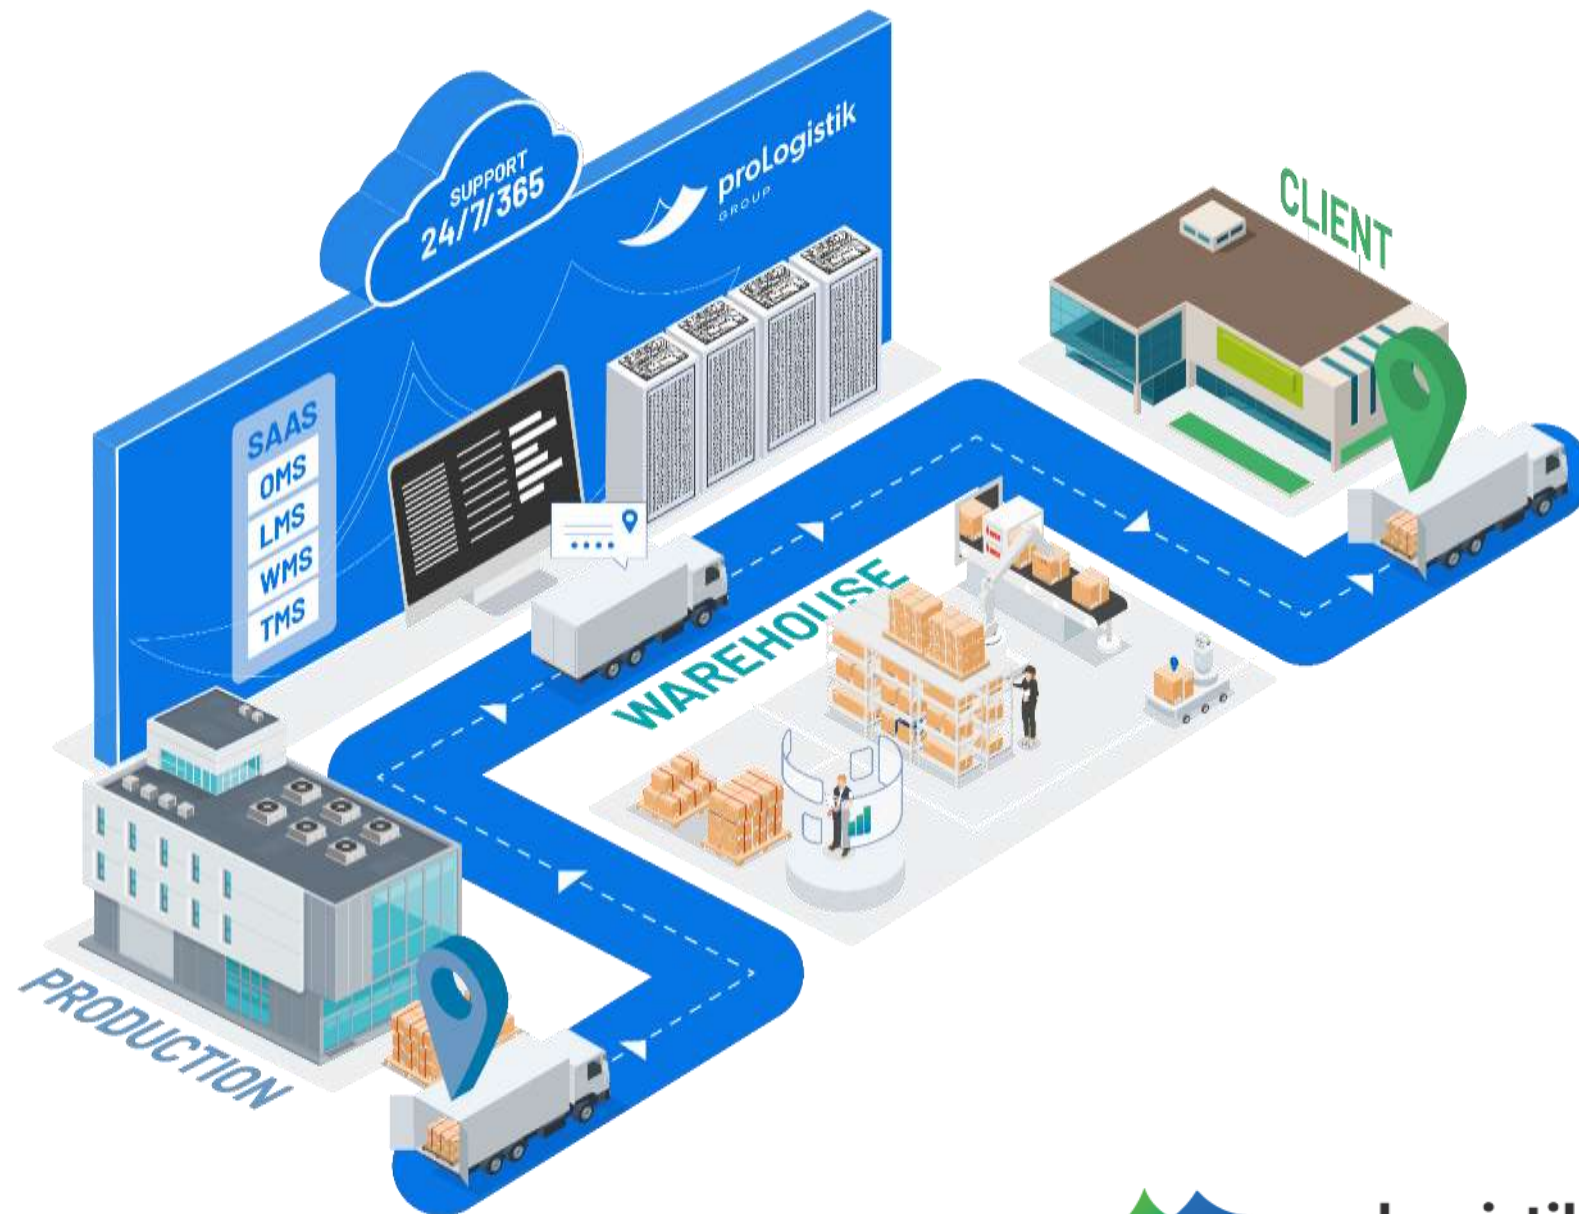 SUPPORT
24/7/365
proLogistik
GROUP
CLIENT
SAAS
OMS
LMS
WMS
TMS
WAREHOUSE
PRODUCTION